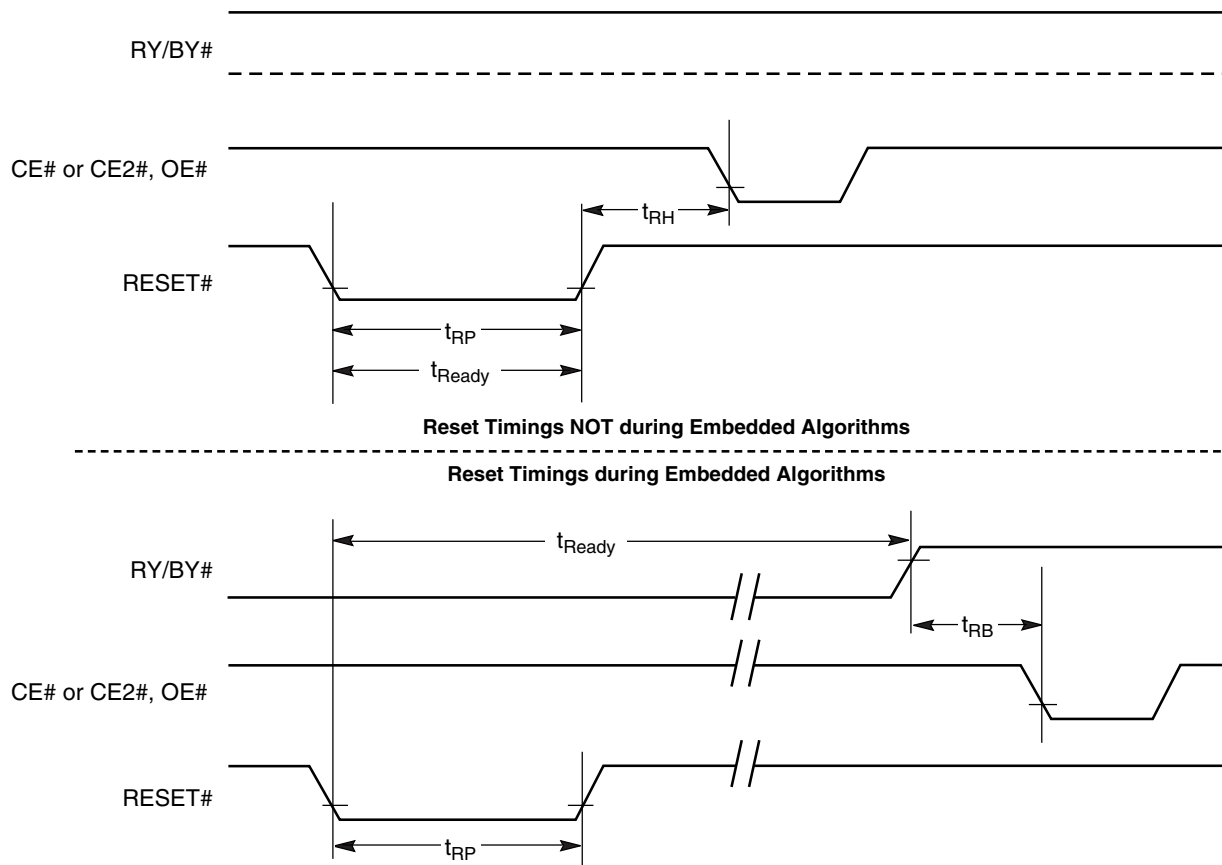 RY/BY#
CE# or CE2#, OE#
tRH
RESET#
tRP
tReady
Reset Timings NOT during Embedded Algorithms
Reset Timings during Embedded Algorithms
tReady
RY/BY#
tRB
CE# or CE2#, OE#
RESET#
tRP